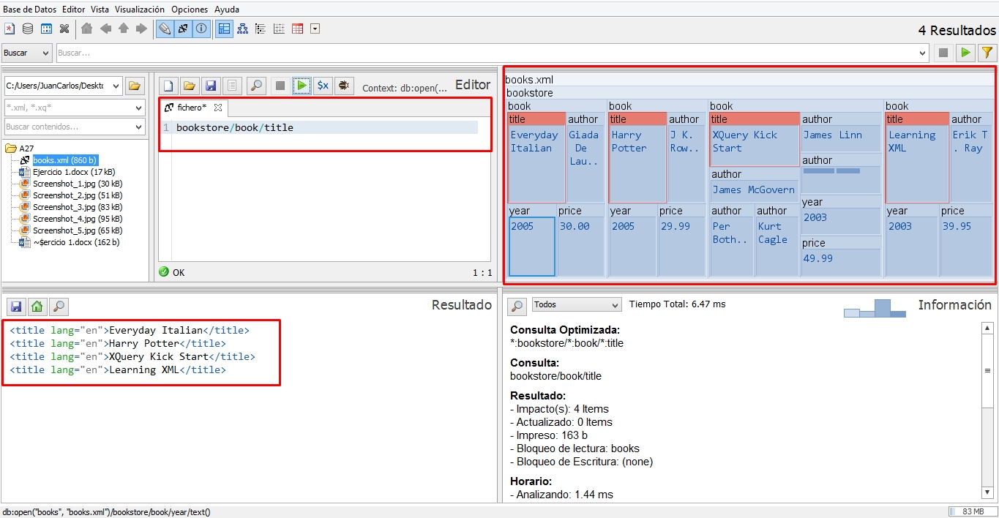 Base de Datos Editor Vista Visualización Opciones Ayuda
4 Resultados
Buscar Buscar...
C:/Users/JuanCarlos/Deskt
*.xml, *.xq*
Buscar contenidos...
A27
books.xml (860 b)
Ejercicio 1.docx (17 kB)
Screenshot_1.jpg (30 kB)
Screenshot_2.jpg (51 kB)
Screenshot_3.jpg (83 kB)
Screenshot_4.jpg (95 kB)
Screenshot_5.jpg (65 kB)
~$ercicio 1.docx (162 b)
$x Context: db:open(... Editor
fichero*
1 bookstore/book/title
OK 1 : 1
books.xml
bookstore
book book book book
title author title author title author title author
Everyday Giada Harry J K. XQuery Kick James Linn Learning Erik T
Italian De Potter Row.. Start XML . Ray
Lau..
author
author
James McGovern
year price year price author author year year price
2005 30.00 2005 29.99 Per Kurt 2003 2003 39.95
Both.. Cagle
price
49.99
Resultado
<title lang="en">Everyday Italian</title>
<title lang="en">Harry Potter</title>
<title lang="en">XQuery Kick Start</title>
<title lang="en">Learning XML</title>
Todos Tiempo Total: 6.47 ms Información
Consulta Optimizada:
*:bookstore/*:book/*:title
Consulta:
bookstore/book/title
Resultado:
- Impacto(s): 4 Items
- Actualizado: 0 Items
- Impreso: 163 b
- Bloqueo de lectura: books
- Bloqueo de Escritura: (none)
Horario:
- Analizando: 1.44 ms
db:open("books", "books.xml")/bookstore/book/year/text() 83 MB